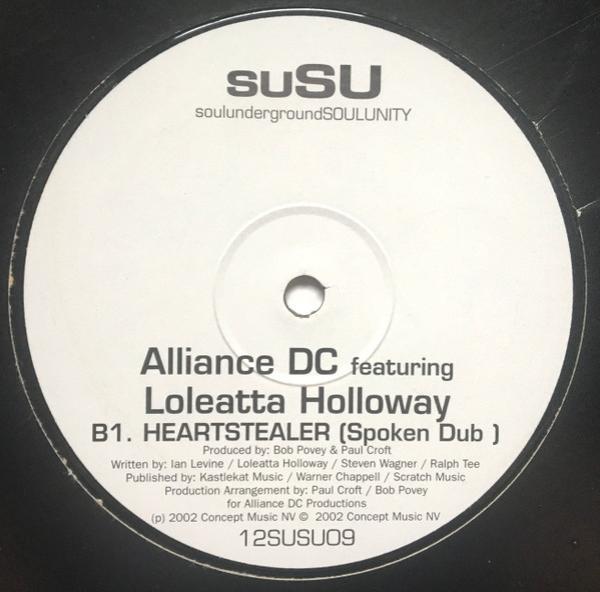 suSU
soulundergroundSOULUNITY
Alliance DC featuring
Loleatta Holloway
B1. HEARTSTEALER (Spoken Dub )
Produced by: Bob Povey & Paul Croft
Written by: Ian Levine / Loleatta Holloway / Steven Wagner / Ralph Tee
Published by: Kastlekat Music / Warner Chappell / Scratch Music
Production Arrangement by: Paul Croft / Bob Povey
for Alliance DC Productions
(p) 2002 Concept Music NV © 2002 Concept Music NV
12SUSU09